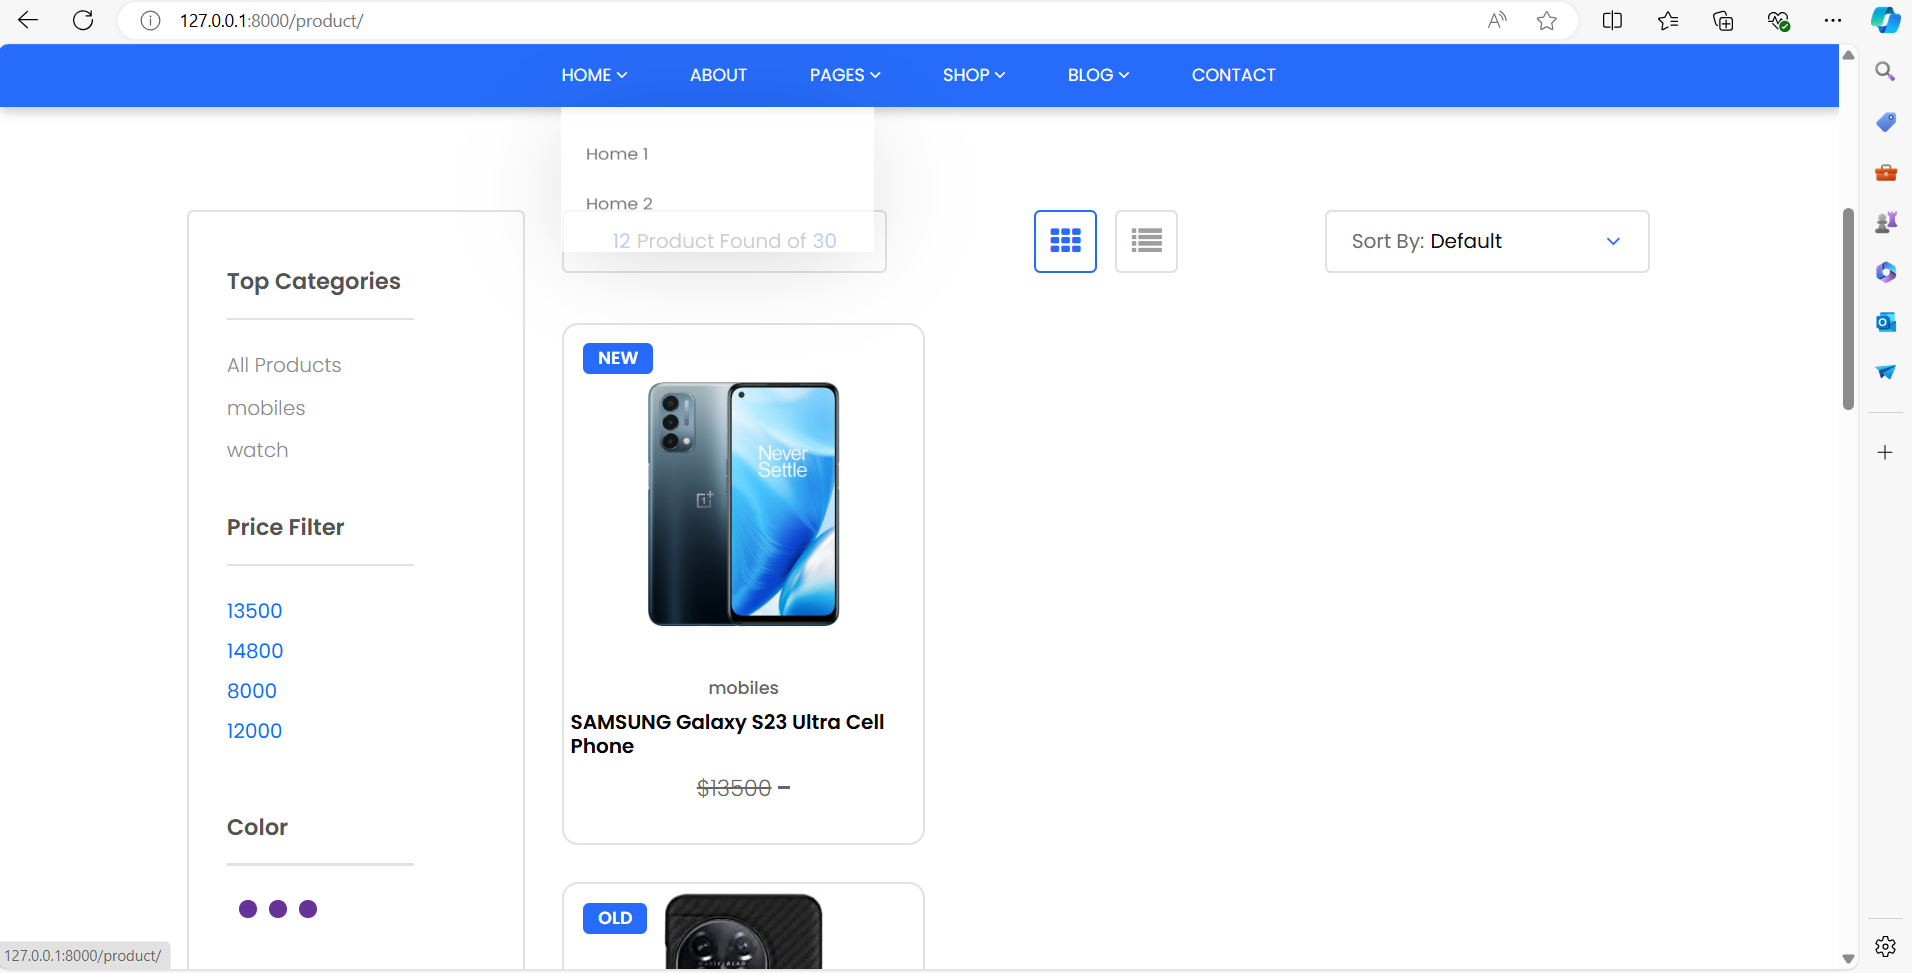 127.0.0.1:8000/product/
HOME ABOUT PAGES SHOP BLOG CONTACT
Home 1
Home 2
12 Product Found of 30
Sort By: Default
Top Categories
All Products
mobiles
watch
Price Filter
13500
14800
8000
12000
Color
NEW
Never
Settle
mobiles
SAMSUNG Galaxy S23 Ultra Cell
Phone
$13500 -
OLD
HASSELBLAD
127.0.0.1:8000/product/